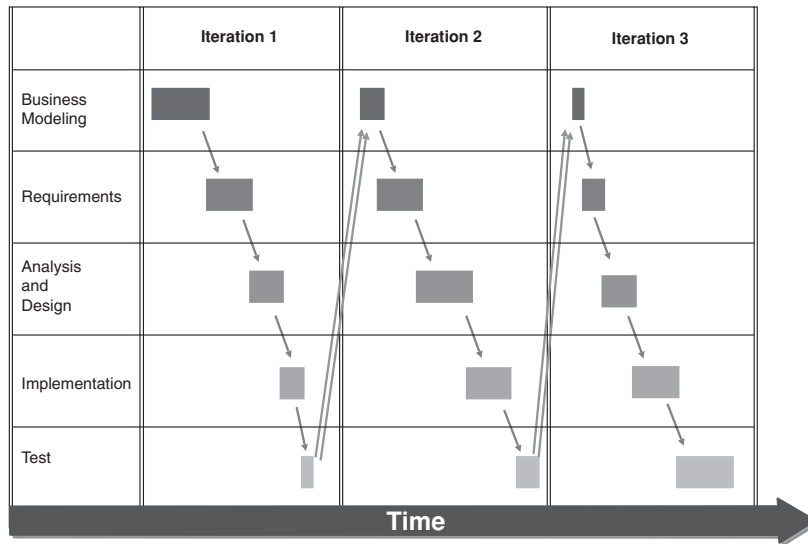 Iteration 1
Iteration 2
Iteration 3
Business
Modeling
Requirements
Analysis
and
Design
Implementation
Test
Time